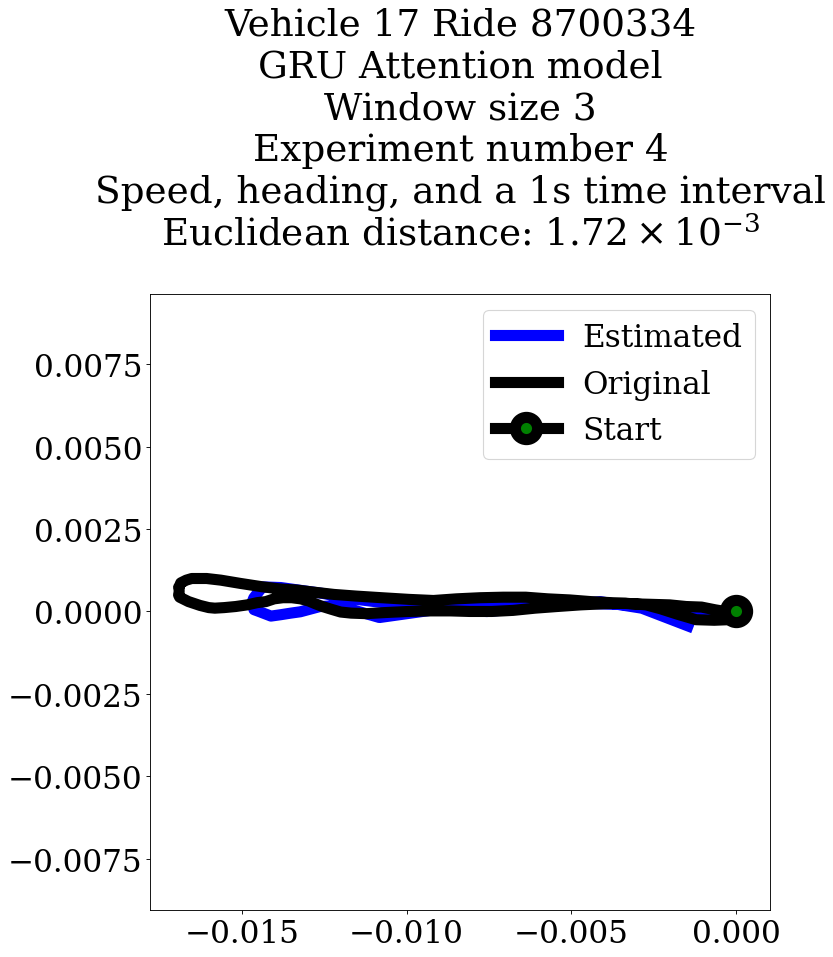 Vehicle 17 Ride 8700334
GRU Attention model
Window size 3
Experiment number 4
Speed, heading, and a 1s time interval
Euclidean distance: 1.72 × 10⁻³
Estimated
Original
Start
0.0075
0.0050
0.0025
0.0000
−0.0025
−0.0050
−0.0075
−0.015 −0.010 −0.005 0.000